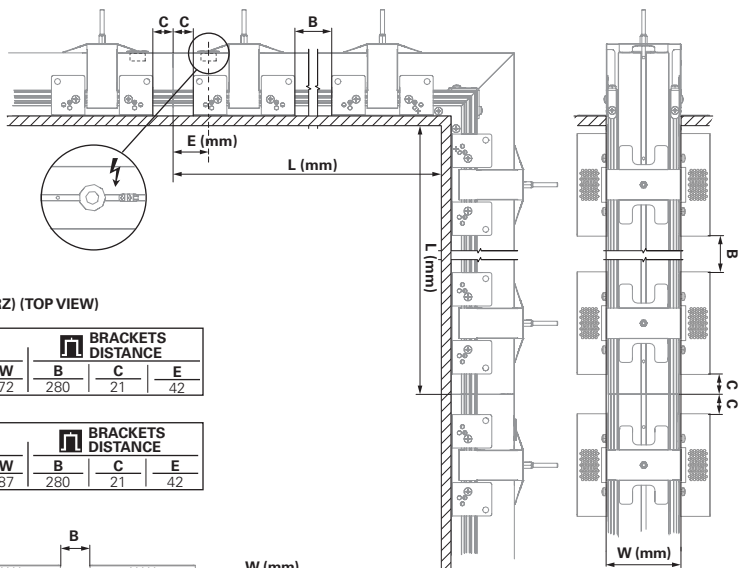 C C B
E (mm)
L (mm)
L (mm)
B
RZ) (TOP VIEW)
BRACKETS
DISTANCE
W B C E
72 280 21 42
C
C
BRACKETS
DISTANCE
W B C E
87 280 21 42
B
W (mm)
W (mm)